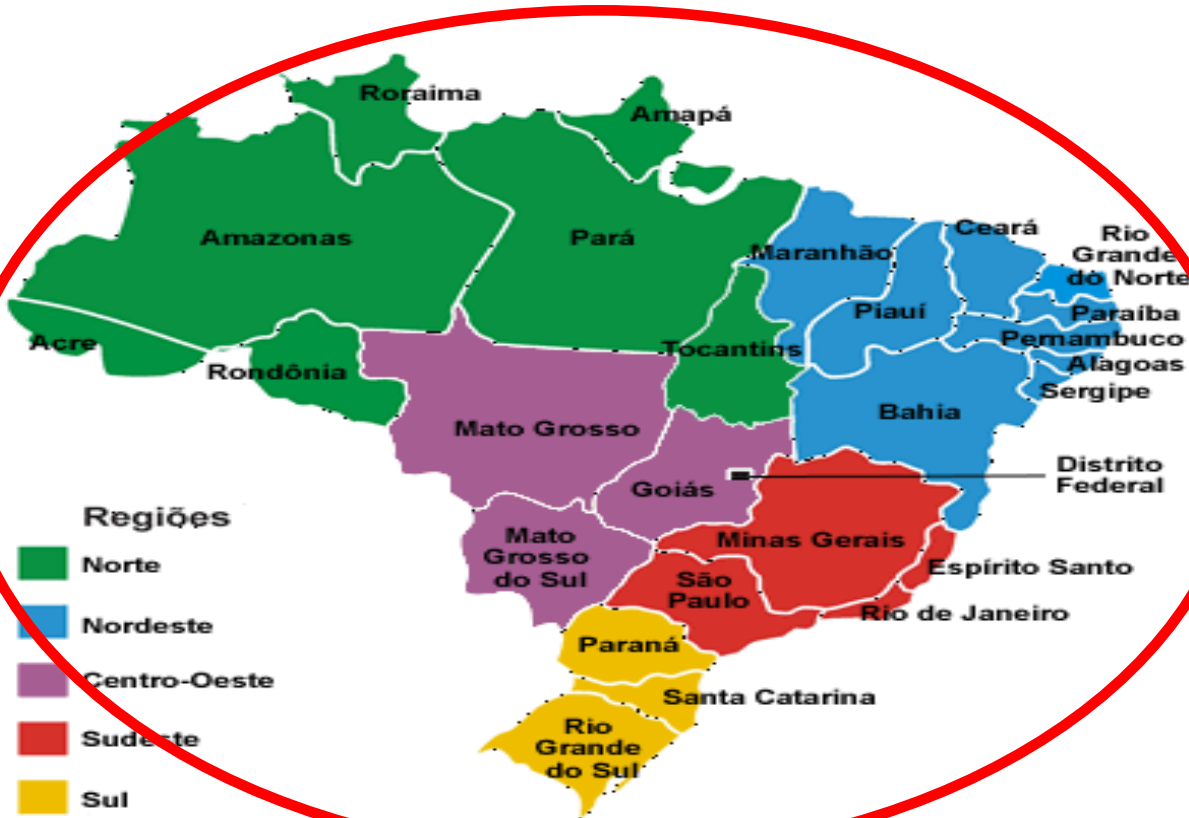 Roraima
Amapá
Amazonas
Pará
Maranhão
Ceará
Rio
Grande
do Norte
Piauí
Paraíba
Pernambuco
Alagoas
Sergipe
Acre
Rondônia
Tocantins
Bahia
Mato Grosso
Goiás
Distrito
Federal
Mato
Grosso
do Sul
Minas Gerais
Espírito Santo
São
Paulo
Rio de Janeiro
Paraná
Santa Catarina
Rio
Grande
do Sul
Regiões
Norte
Nordeste
Centro-Oeste
Sudeste
Sul